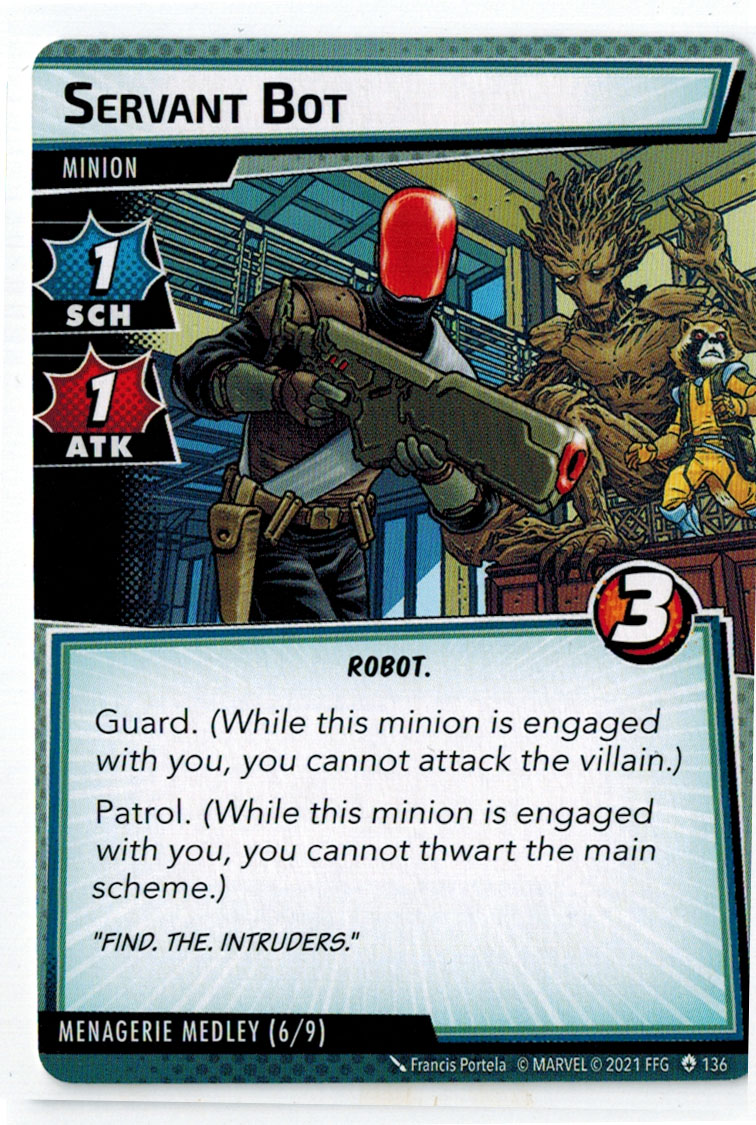 SERVANT BOT
MINION
1
SCH
1
ATK
3
ROBOT.
Guard. (While this minion is engaged
with you, you cannot attack the villain.)
Patrol. (While this minion is engaged
with you, you cannot thwart the main
scheme.)
"FIND. THE. INTRUDERS."
MENAGERIE MEDLEY (6/9)
Francis Portela © MARVEL © 2021 FFG 136